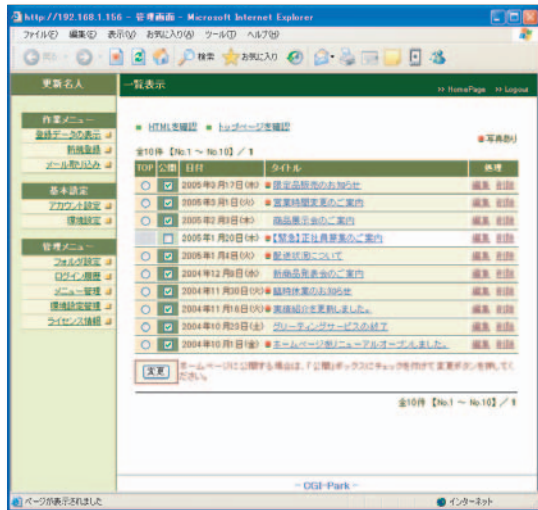 http://192.168.1.156 - 管理画面 - Microsoft Internet Explorer
ファイル(F) 編集(E) 表示(V) お気に入り(A) ツール(T) ヘルプ(H)
戻る 検索 お気に入り
更新名人 一覧表示 >> HomePage >> Logout
作業メニュー
登録データの表示
新規登録
メール取り込み
基本設定
アカウント設定
環境設定
管理メニュー
フォルダ設定
ログイン履歴
メニュー管理
環境設定管理
ライセンス情報
HTMLを確認 トップページを確認
写真あり
全10件 【No.1 ~ No.10】 / 1
TOP 公開 日付 タイトル 処理
2005年3月17日(木) 限定品販売のお知らせ 編集 削除
2005年3月1日(火) 営業時間変更のご案内 編集 削除
2005年2月3日(木) 商品展示会のご案内 編集 削除
2005年1月20日(木) 【緊急】正社員募集のご案内 編集 削除
2005年1月4日(火) 配送状況について 編集 削除
2004年12月8日(水) 新商品発表会のご案内 編集 削除
2004年11月30日(火) 臨時休業のお知らせ 編集 削除
2004年11月16日(火) 実績紹介を更新しました。 編集 削除
2004年10月23日(土) グリーティングサービスの終了 編集 削除
2004年10月1日(金) ホームページがリニューアルオープンしました。 編集 削除
変更 ホームページに公開する場合は、「公開」ボックスにチェックを付けて変更ボタンを押してください。
全10件 【No.1 ~ No.10】 / 1
- CGI-Park -
ページが表示されました インターネット